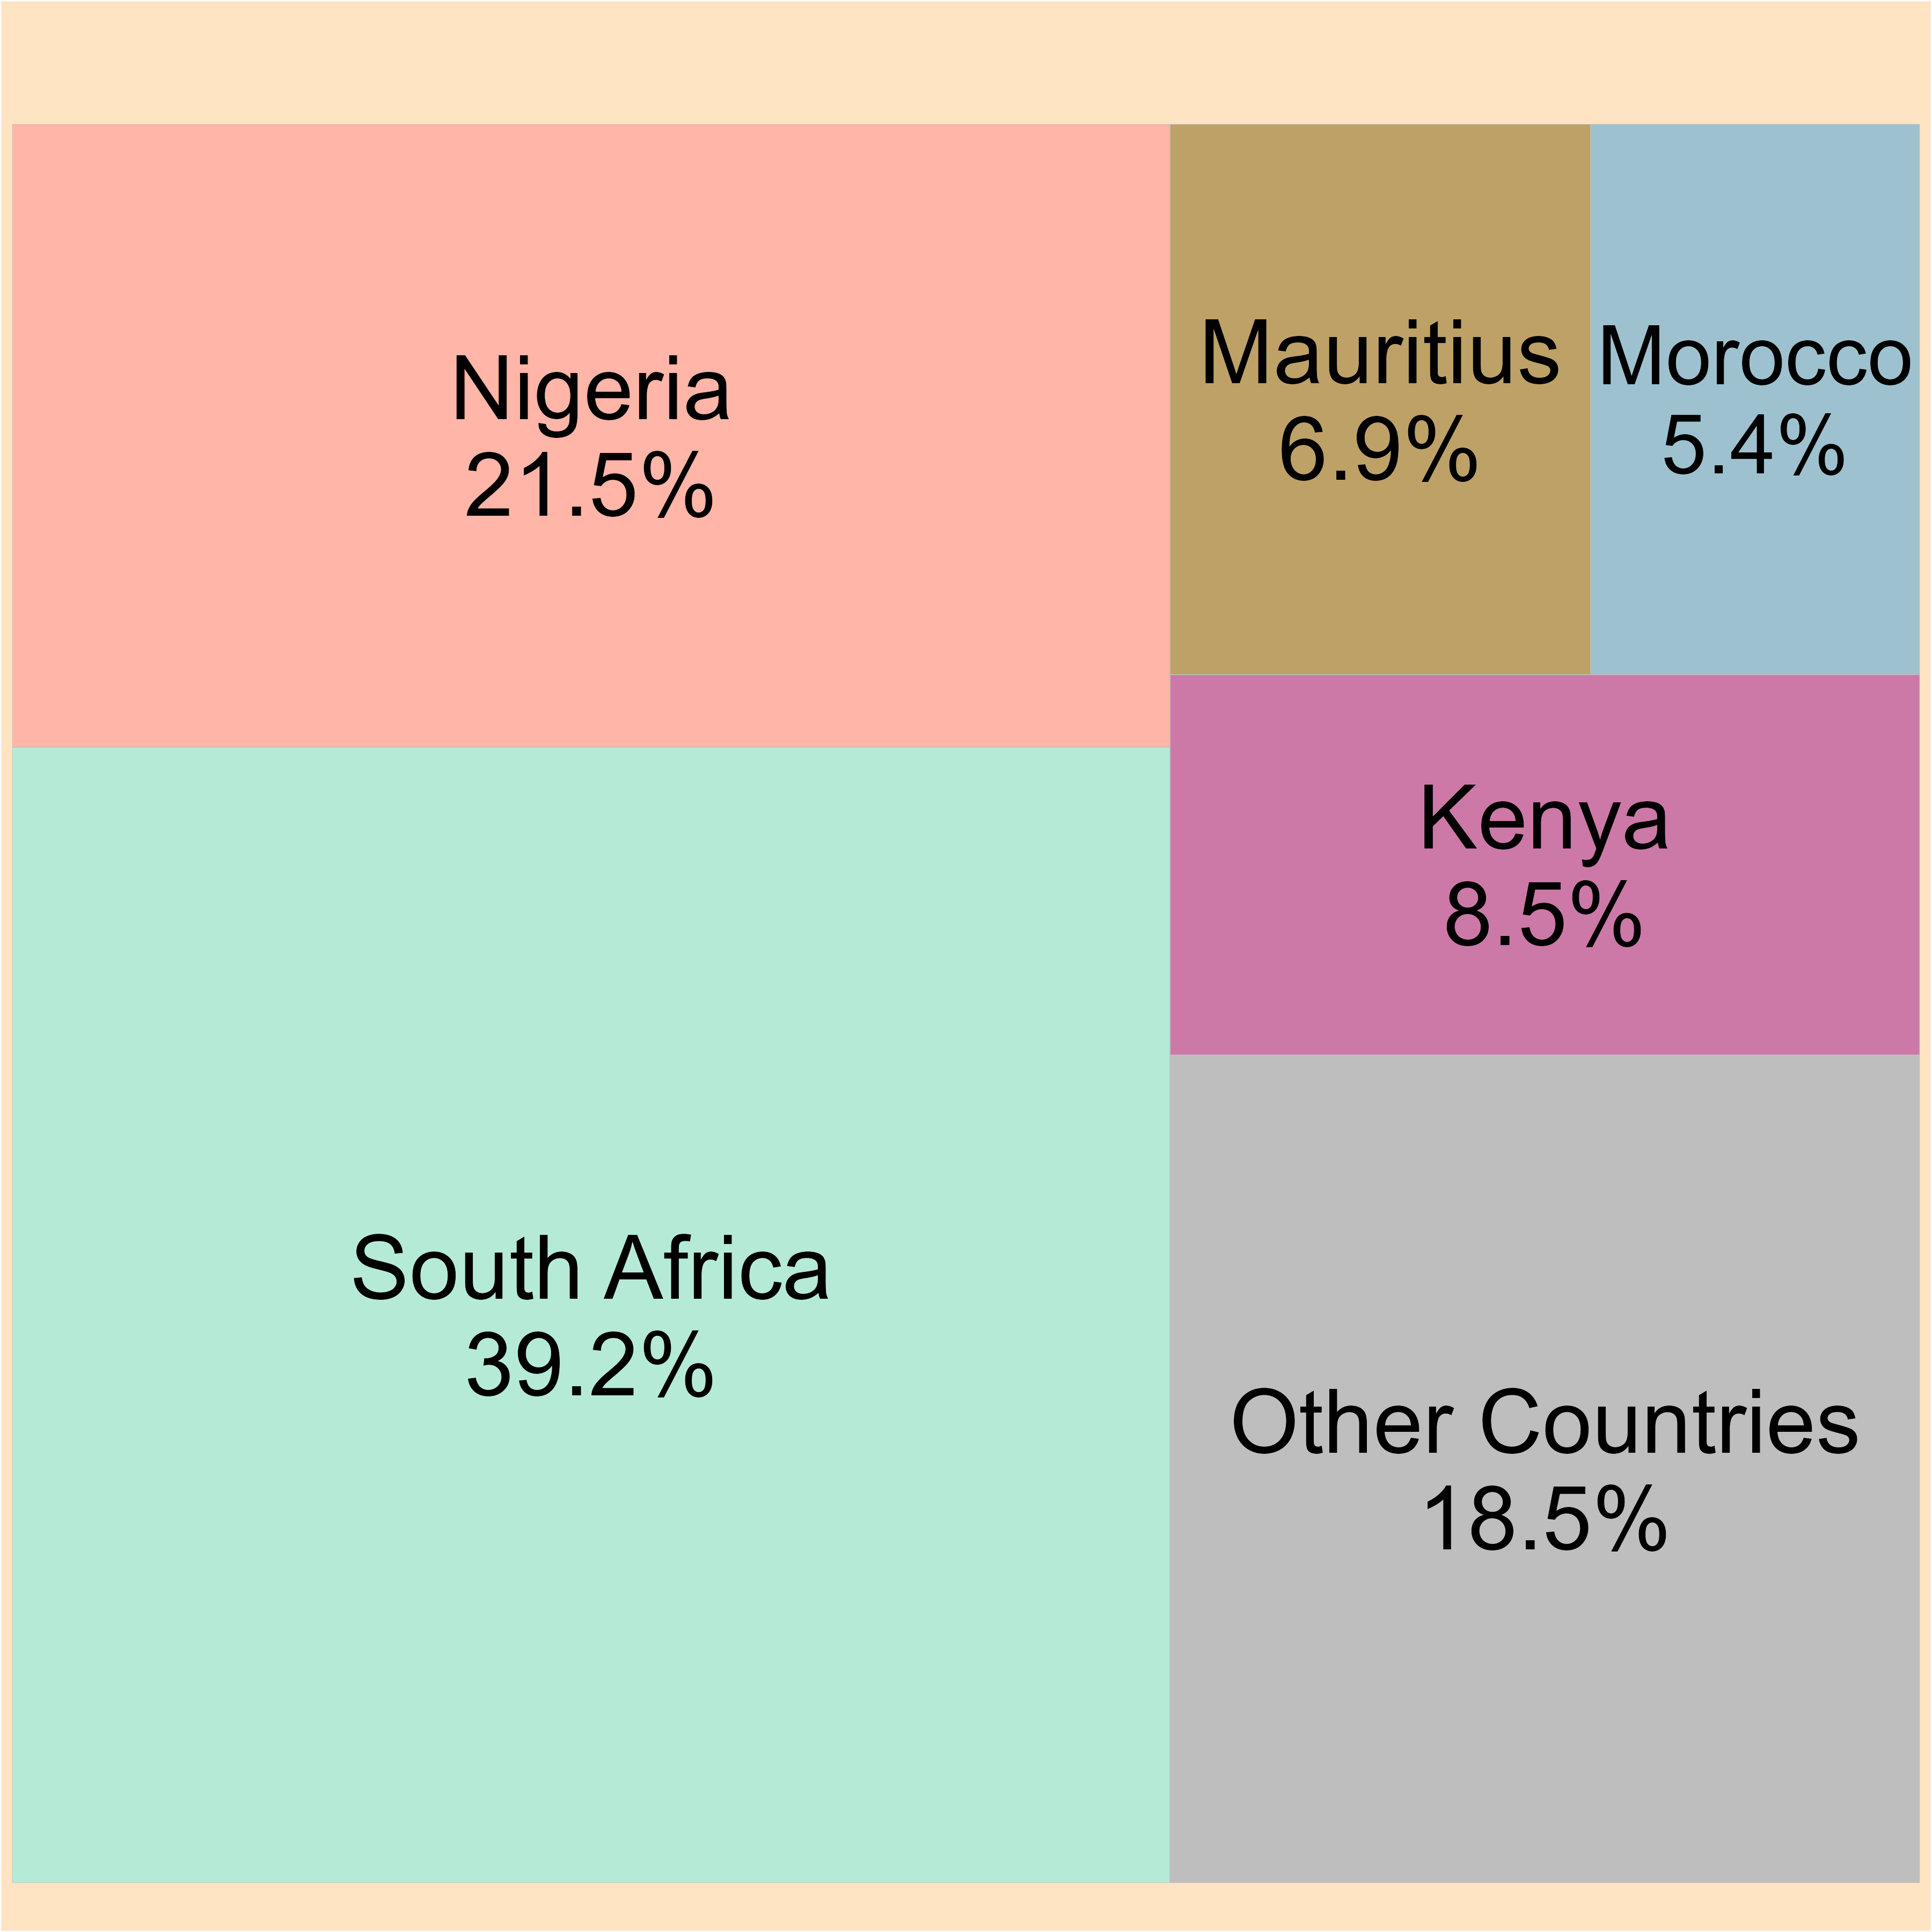 Nigeria
21.5%
Mauritius
6.9%
Morocco
5.4%
Kenya
8.5%
South Africa
39.2%
Other Countries
18.5%